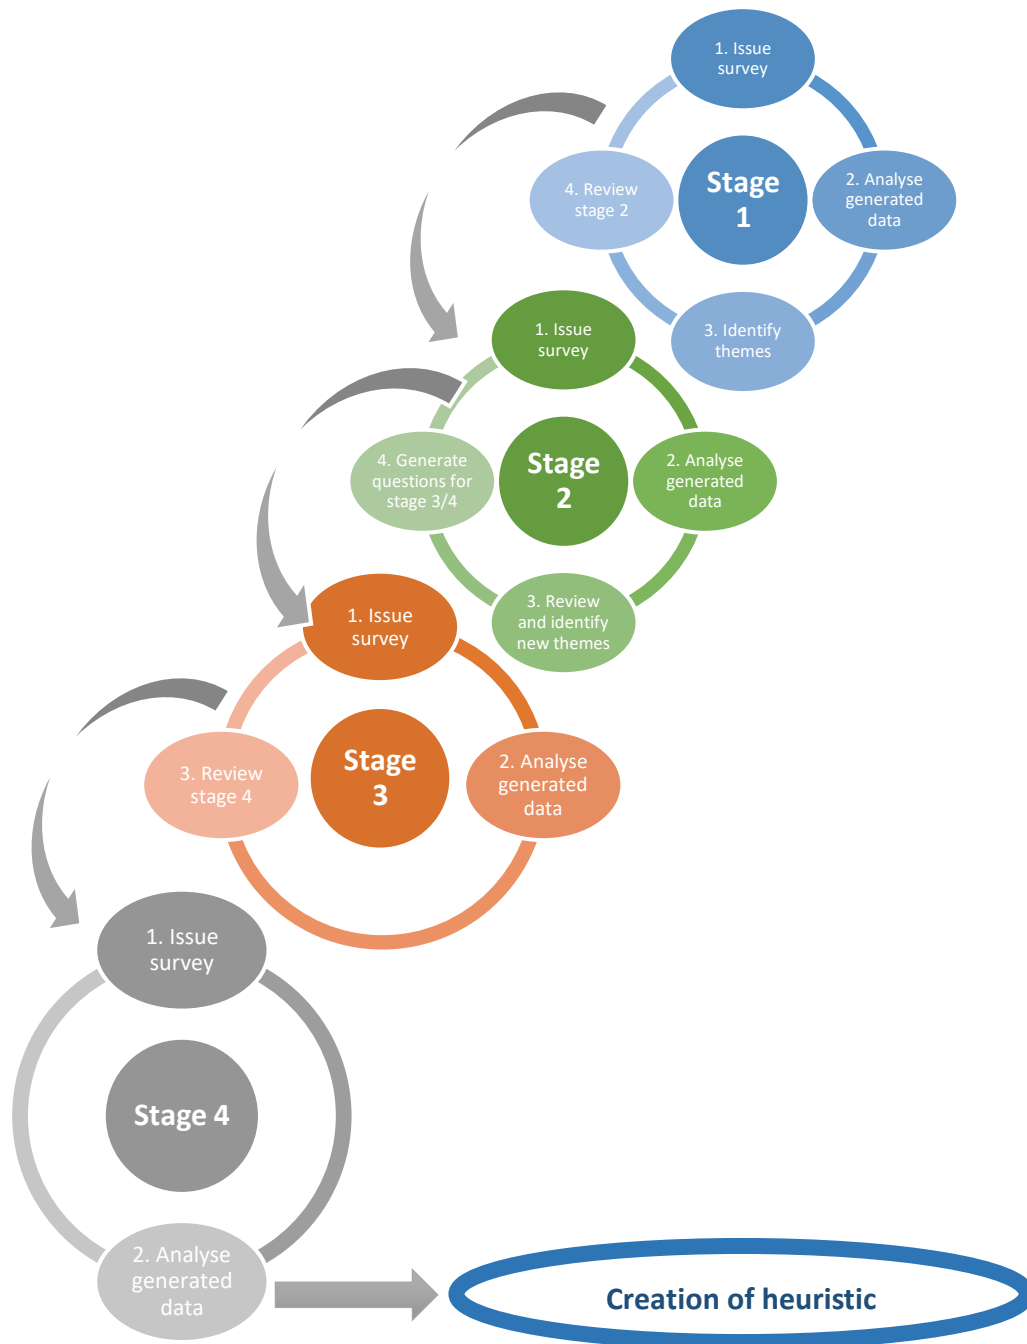 1. Issue
survey
Stage
1
2. Analyse
generated
data
3. Identify
themes
4. Review
stage 2
1. Issue
survey
Stage
2
2. Analyse
generated
data
3. Review
and identify
new themes
4. Generate
questions for
stage 3/4
1. Issue
survey
Stage
3
2. Analyse
generated
data
3. Review
stage 4
1. Issue
survey
Stage 4
2. Analyse
generated
data
Creation of heuristic